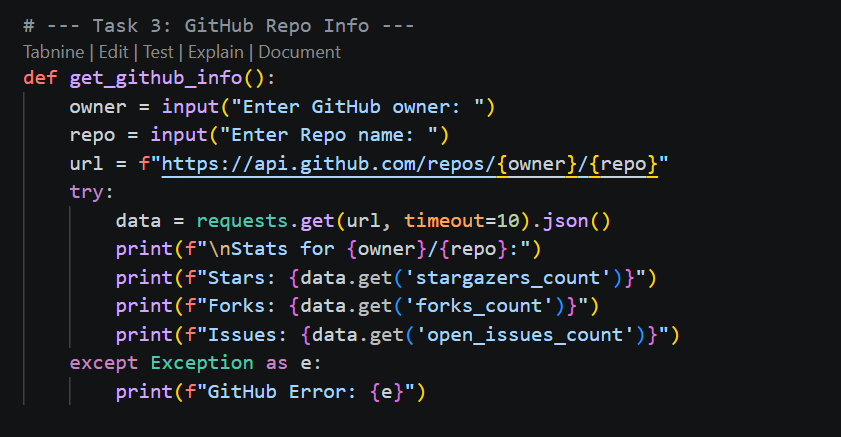 # --- Task 3: GitHub Repo Info ---
Tabnine | Edit | Test | Explain | Document
def get_github_info():
    owner = input("Enter GitHub owner: ")
    repo = input("Enter Repo name: ")
    url = f"https://api.github.com/repos/{owner}/{repo}"
    try:
        data = requests.get(url, timeout=10).json()
        print(f"\nStats for {owner}/{repo}:")
        print(f"Stars: {data.get('stargazers_count')}")
        print(f"Forks: {data.get('forks_count')}")
        print(f"Issues: {data.get('open_issues_count')}")
    except Exception as e:
        print(f"GitHub Error: {e}")